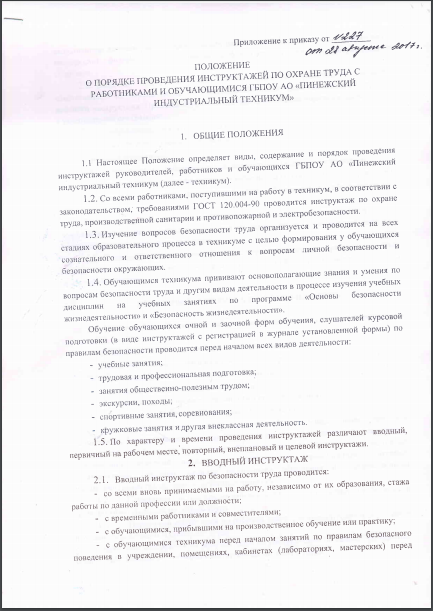 Приложение к приказу от №227
от 28 августа 2017г.
ПОЛОЖЕНИЕ
О ПОРЯДКЕ ПРОВЕДЕНИЯ ИНСТРУКТАЖЕЙ ПО ОХРАНЕ ТРУДА С
РАБОТНИКАМИ И ОБУЧАЮЩИМИСЯ ГБПОУ АО «ПИНЕЖСКИЙ
ИНДУСТРИАЛЬНЫЙ ТЕХНИКУМ»
1. ОБЩИЕ ПОЛОЖЕНИЯ
1.1 Настоящее Положение определяет виды, содержание и порядок проведения
инструктажей руководителей, работников и обучающихся ГБПОУ АО «Пинежский
индустриальный техникум (далее - техникум).
1.2. Со всеми работниками, поступившими на работу в техникум, в соответствии с
законодательством, требованиями ГОСТ 120.004-90 проводится инструктаж по охране
труда, производственной санитарии и противопожарной и электробезопасности.
1.3. Изучение вопросов безопасности труда организуется и проводится на всех
стадиях образовательного процесса в техникуме с целью формирования у обучающихся
сознательного и ответственного отношения к вопросам личной безопасности и
безопасности окружающих.
1.4. Обучающимся техникума прививают основополагающие знания и умения по
вопросам безопасности труда и другим видам деятельности в процессе изучения учебных
дисциплин на учебных занятиях по программе «Основы безопасности
жизнедеятельности» и «Безопасность жизнедеятельности».
Обучение обучающихся очной и заочной форм обучения, слушателей курсовой
подготовки (в виде инструктажей с регистрацией в журнале установленной формы) по
правилам безопасности проводится перед началом всех видов деятельности:
- учебные занятия;
- трудовая и профессиональная подготовка;
- занятия общественно-полезным трудом;
- экскурсии, походы;
- спортивные занятия, соревнования;
- кружковые занятия и другая внеклассная деятельность.
1.5. По характеру и времени проведения инструктажей различают вводный,
первичный на рабочем месте, повторный, внеплановый и целевой инструктажи.
2. ВВОДНЫЙ ИНСТРУКТАЖ
2.1. Вводный инструктаж по безопасности труда проводится:
- со всеми вновь принимаемыми на работу, независимо от их образования, стажа
работы по данной профессии или должности;
- с временными работниками и совместителями;
- с обучающимися, прибывшими на производственное обучение или практику;
- с обучающимися техникума перед началом занятий по правилам безопасного
поведения в учреждении, помещениях, кабинетах (лабораториях, мастерских) перед